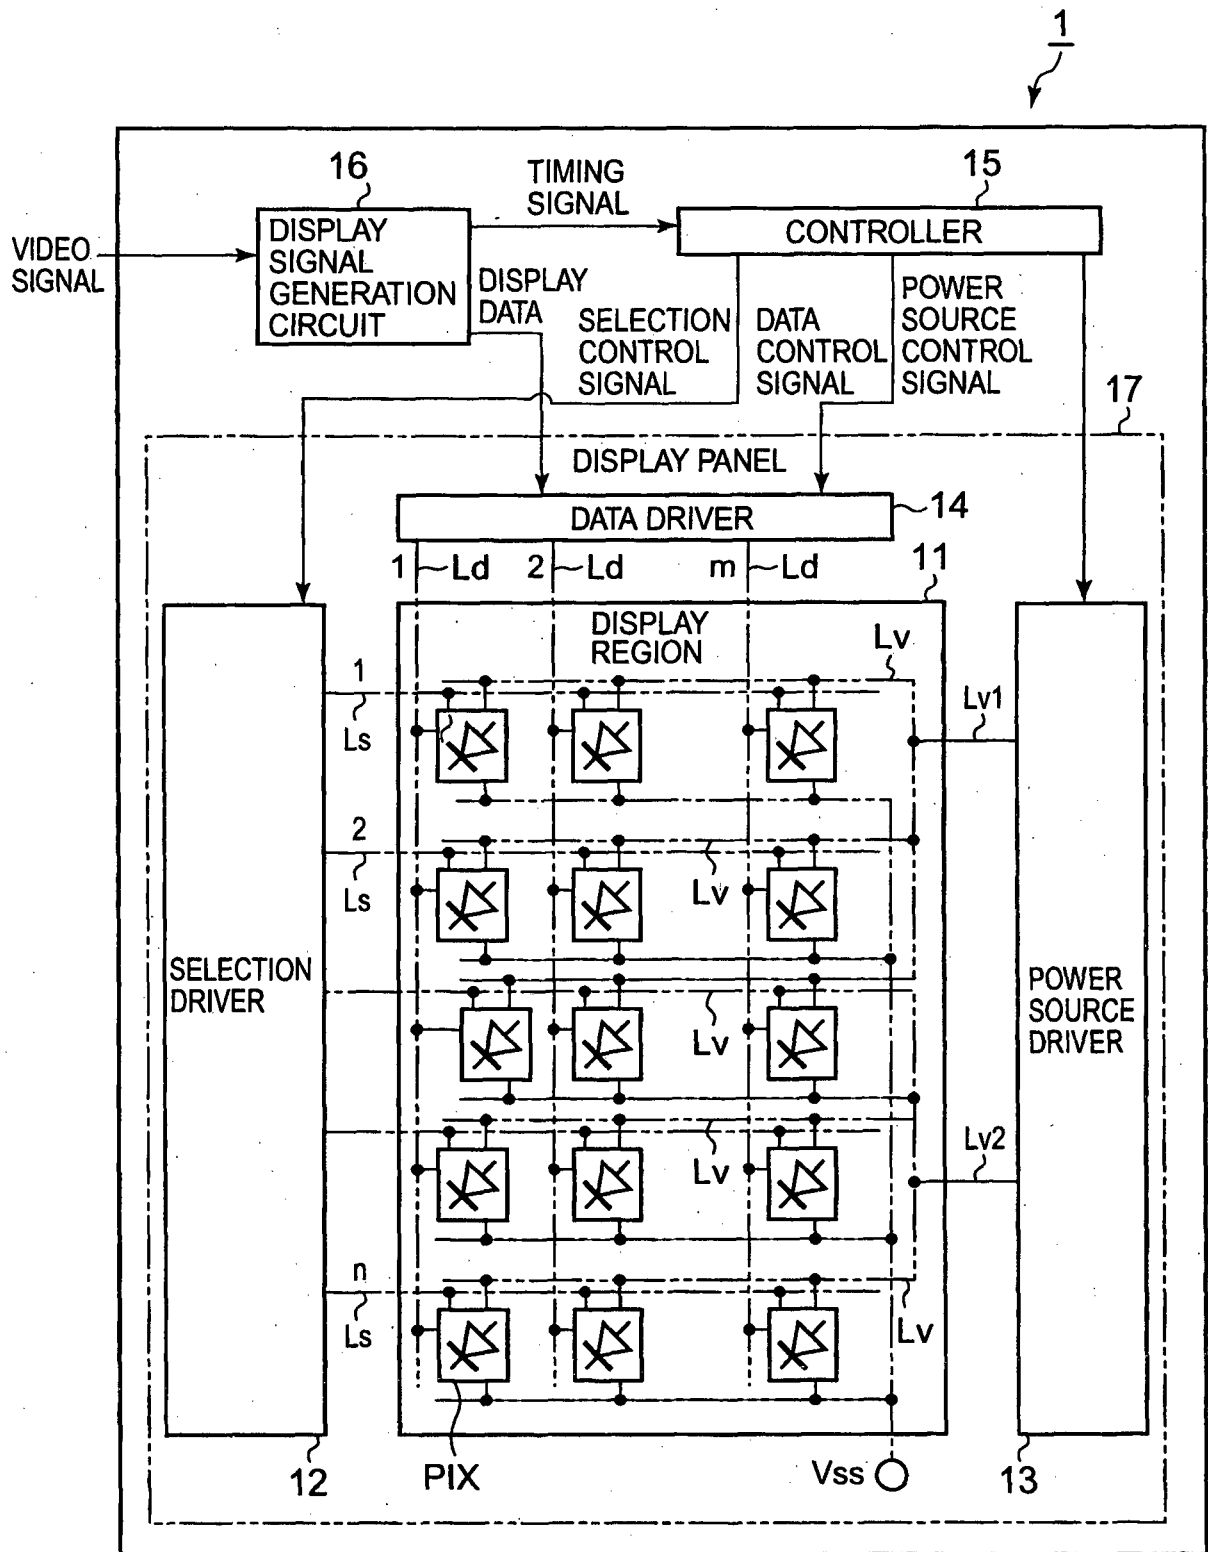 1
16
TIMING
SIGNAL
15
VIDEO
SIGNAL
DISPLAY
SIGNAL
GENERATION
CIRCUIT
CONTROLLER
DISPLAY
DATA
SELECTION
CONTROL
SIGNAL
DATA
CONTROL
SIGNAL
POWER
SOURCE
CONTROL
SIGNAL
17
DISPLAY PANEL
DATA DRIVER
14
1 Ld 2 Ld m Ld
11
DISPLAY
REGION
Lv
1
Ls
Lv1
2
Ls
Lv
SELECTION
DRIVER
POWER
SOURCE
DRIVER
Lv
Lv
Lv2
n
Ls
Lv
12
PIX
Vss
13